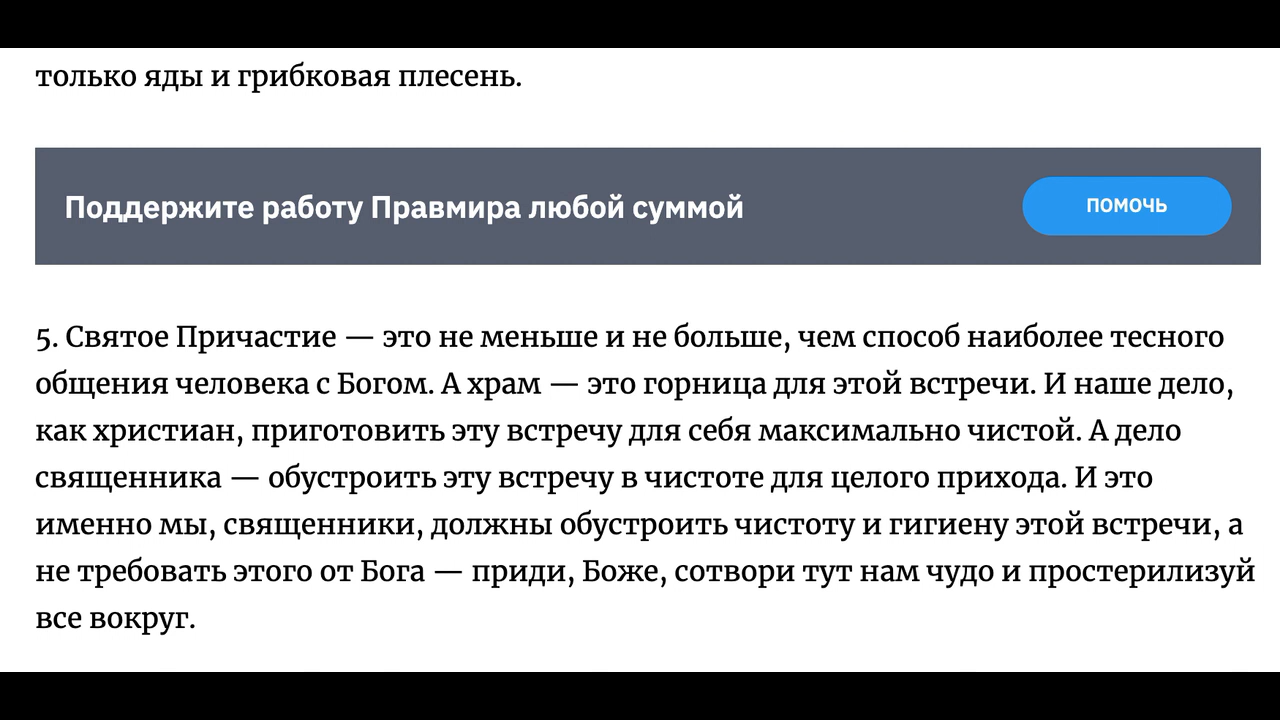 только яды и грибковая плесень.
Поддержите работу Правмира любой суммой
ПОМОЧЬ
5. Святое Причастие — это не меньше и не больше, чем способ наиболее тесного
общения человека с Богом. А храм — это горница для этой встречи. И наше дело,
как христиан, приготовить эту встречу для себя максимально чистой. А дело
священника — обустроить эту встречу в чистоте для целого прихода. И это
именно мы, священники, должны обустроить чистоту и гигиену этой встречи, а
не требовать этого от Бога — приди, Боже, сотвори тут нам чудо и простерилизуй
все вокруг.